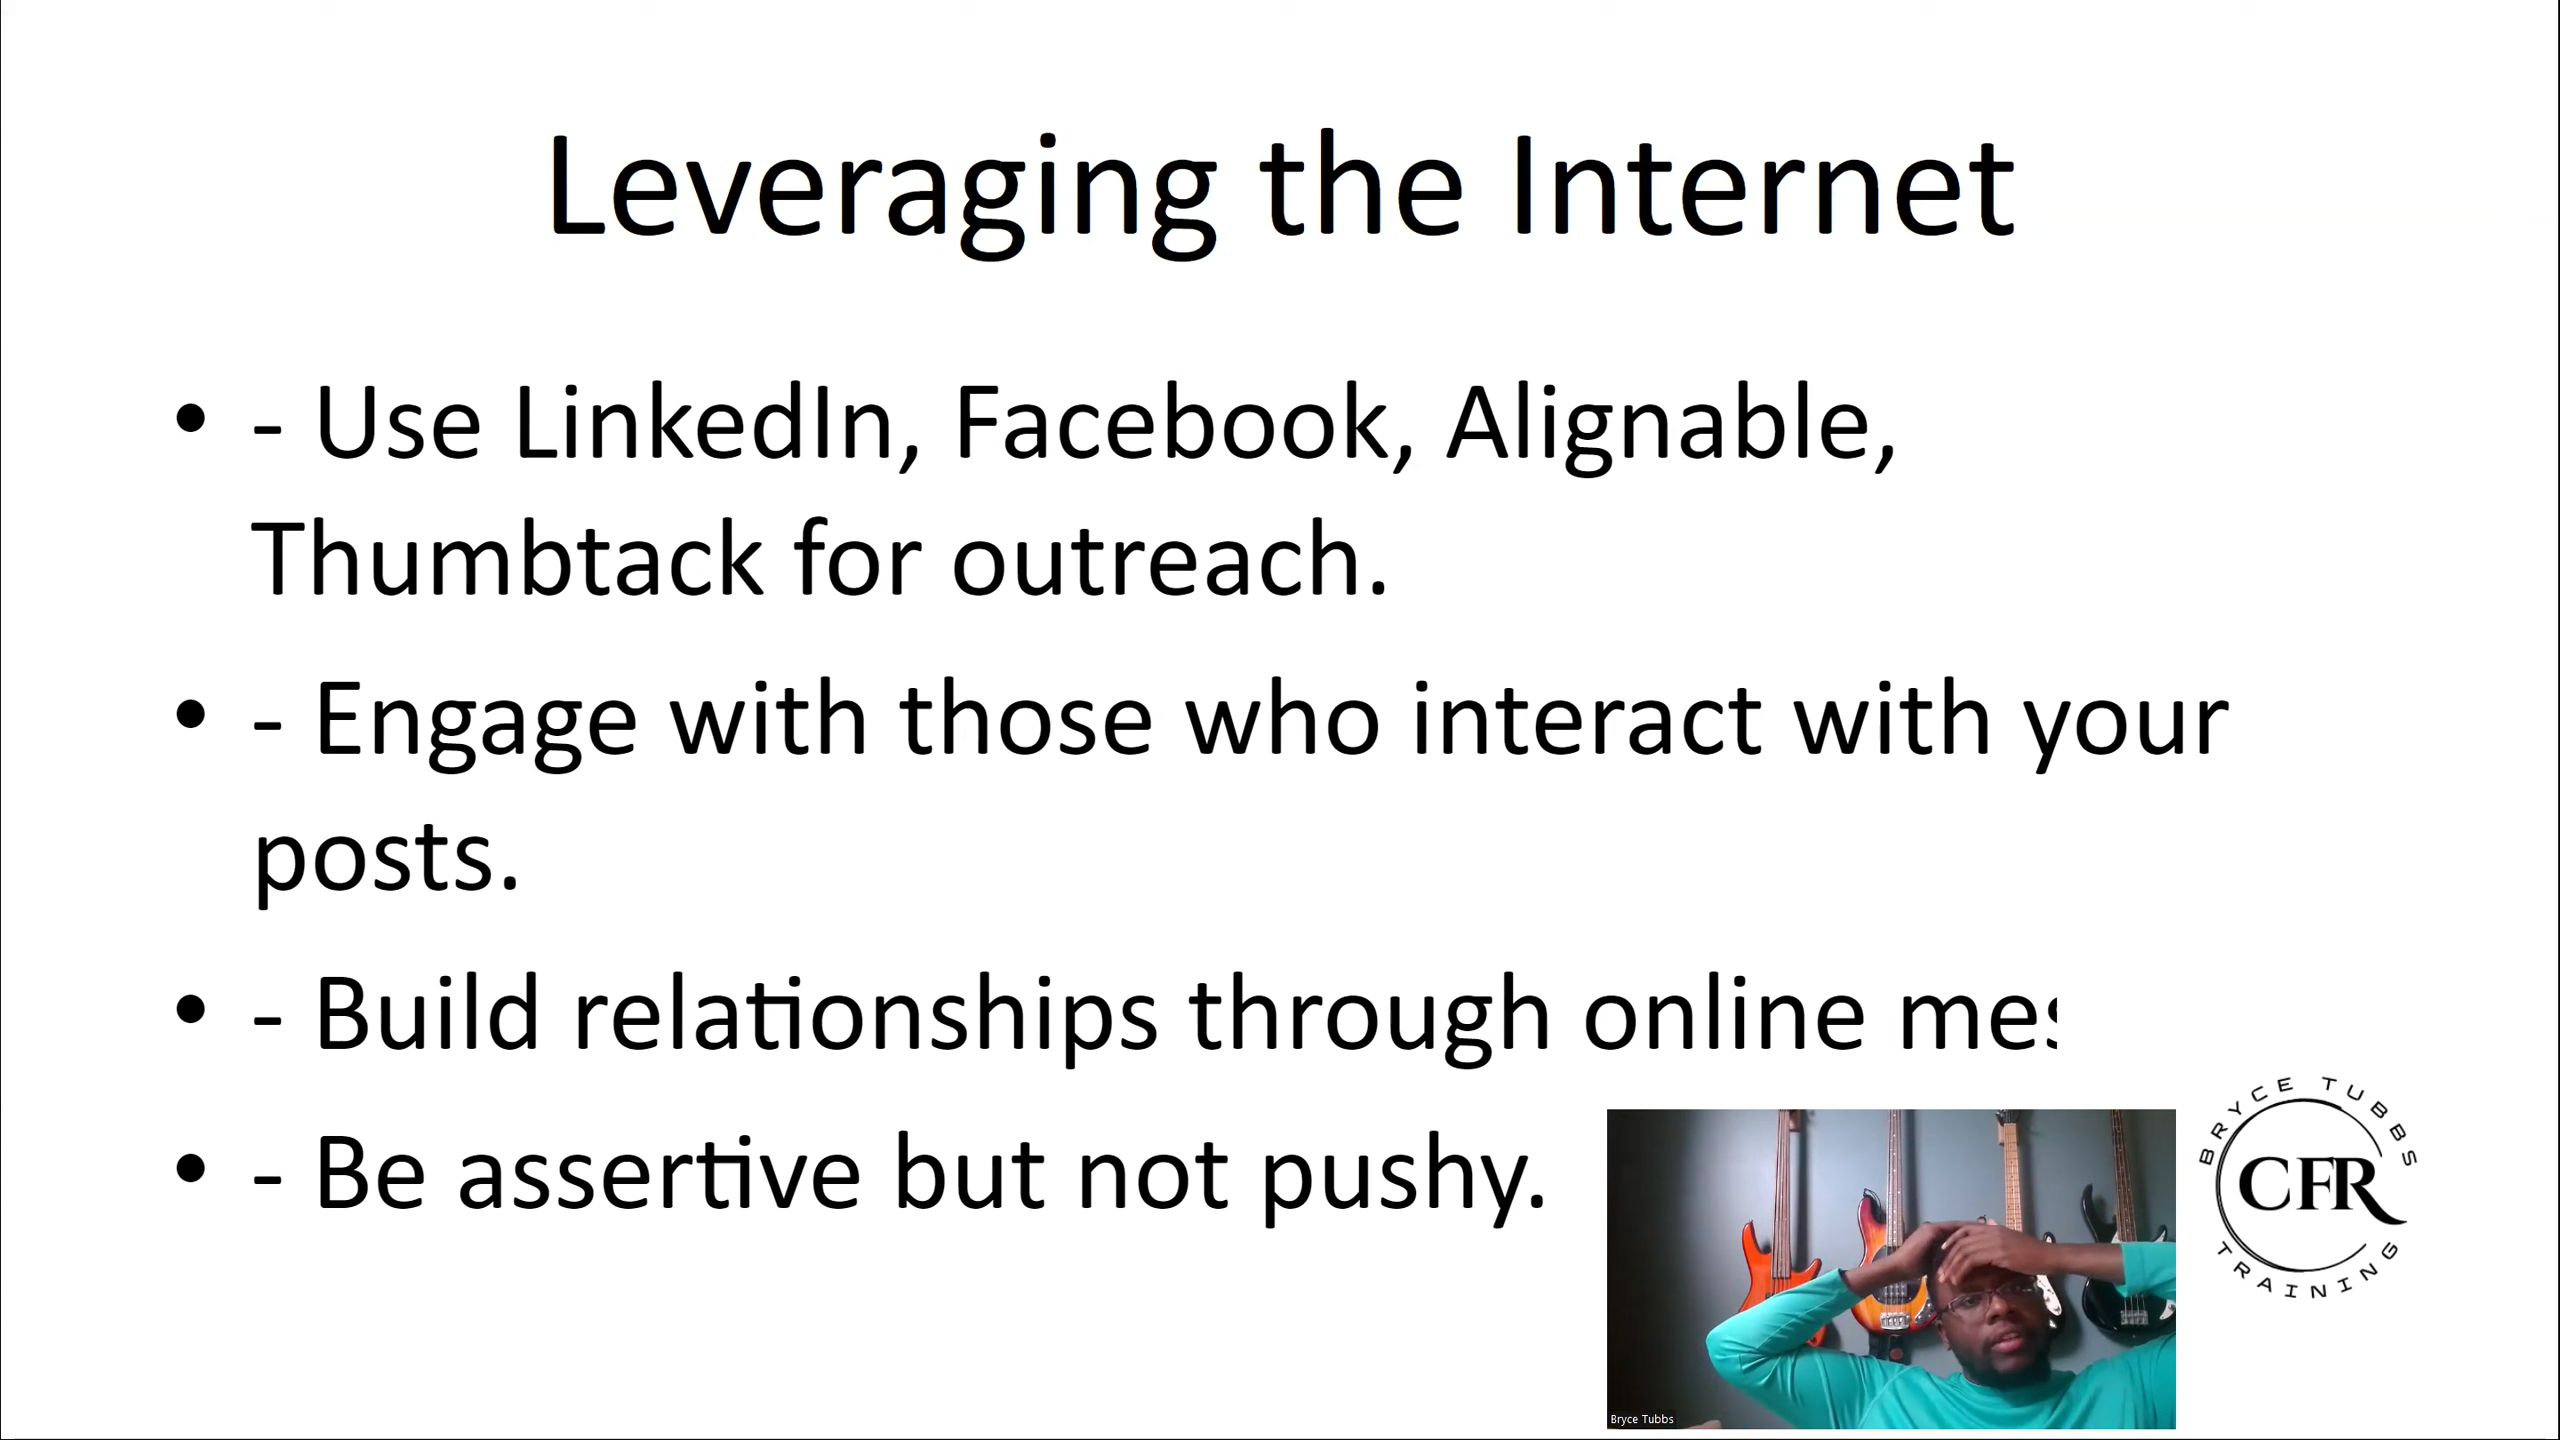 Leveraging the Internet
• - Use LinkedIn, Facebook, Alignable,
Thumbtack for outreach.
• - Engage with those who interact with your
posts.
• - Build relationships through online
• - Be assertive but not pushy.
BRYCE TUBBS
CFR
TRAINING
Bryce Tubbs